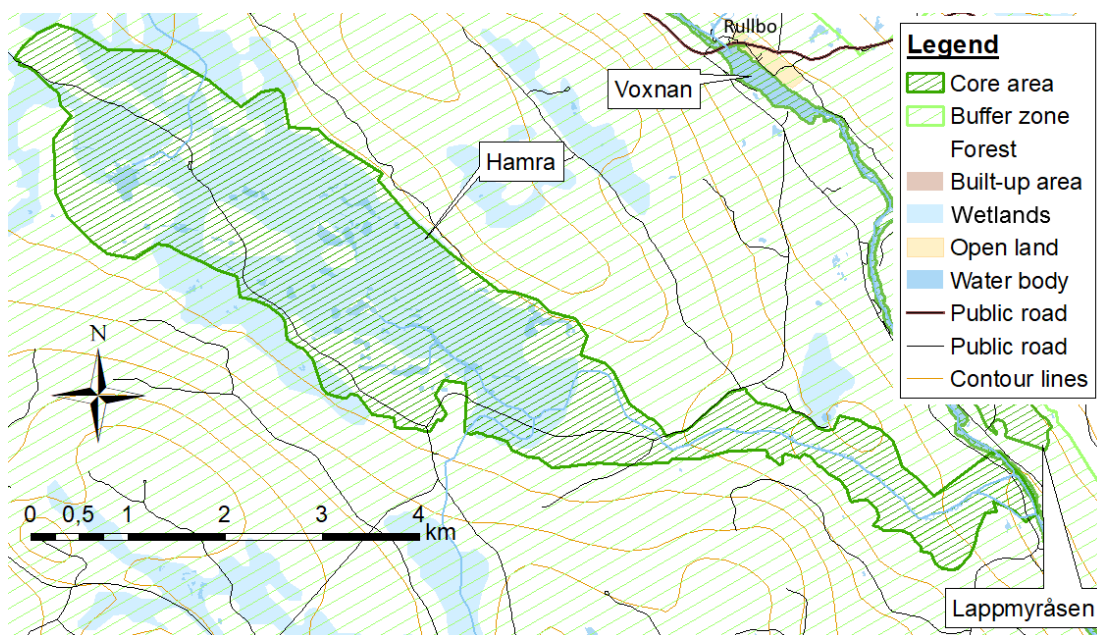 Rullbo
Voxnan
Hamra
Legend
Core area
Buffer zone
Forest
Built-up area
Wetlands
Open land
Water body
Public road
Public road
Contour lines
N
0 0,5 1 2 3 4
km
Lappmyråsen